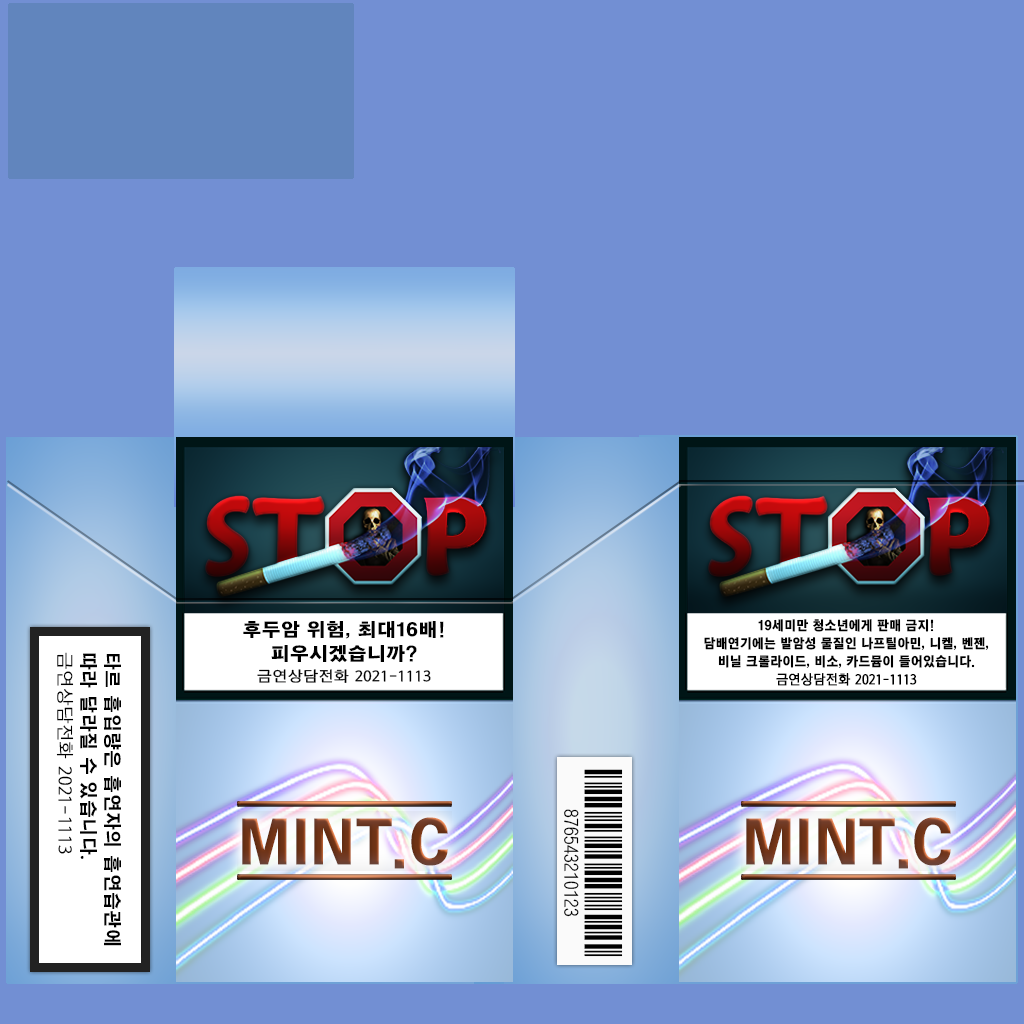 타르 흡입량은 흡연자의 흡연습관에
따라 달라질 수 있습니다.
금연상담전화 2021-1113
STOP
후두암 위험, 최대16배!
피우시겠습니까?
금연상담전화 2021-1113
MINT.C
876543210123
STOP
19세미만 청소년에게 판매 금지!
담배연기에는 발암성 물질인 나프틸아민, 니켈, 벤젠,
비닐 크롤라이드, 비소, 카드뮴이 들어있습니다.
금연상담전화 2021-1113
MINT.C